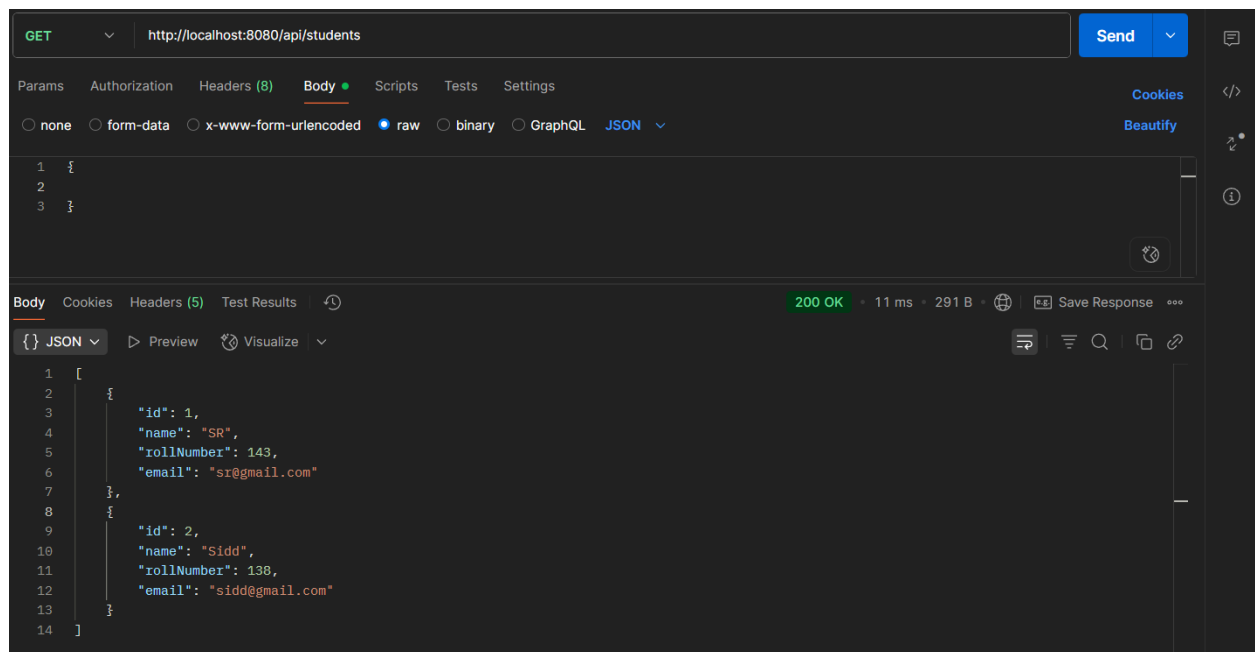 GET http://localhost:8080/api/students Send
Params Authorization Headers (8) Body Scripts Tests Settings Cookies
none form-data x-www-form-urlencoded raw binary GraphQL JSON Beautify
1 {
2
3 }
Body Cookies Headers (5) Test Results 200 OK • 11 ms • 291 B • e.g. Save Response
{} JSON Preview Visualize
1 [
2 {
3 "id": 1,
4 "name": "SR",
5 "rollNumber": 143,
6 "email": "sr@gmail.com"
7 },
8 {
9 "id": 2,
10 "name": "Sidd",
11 "rollNumber": 138,
12 "email": "sidd@gmail.com"
13 }
14 ]